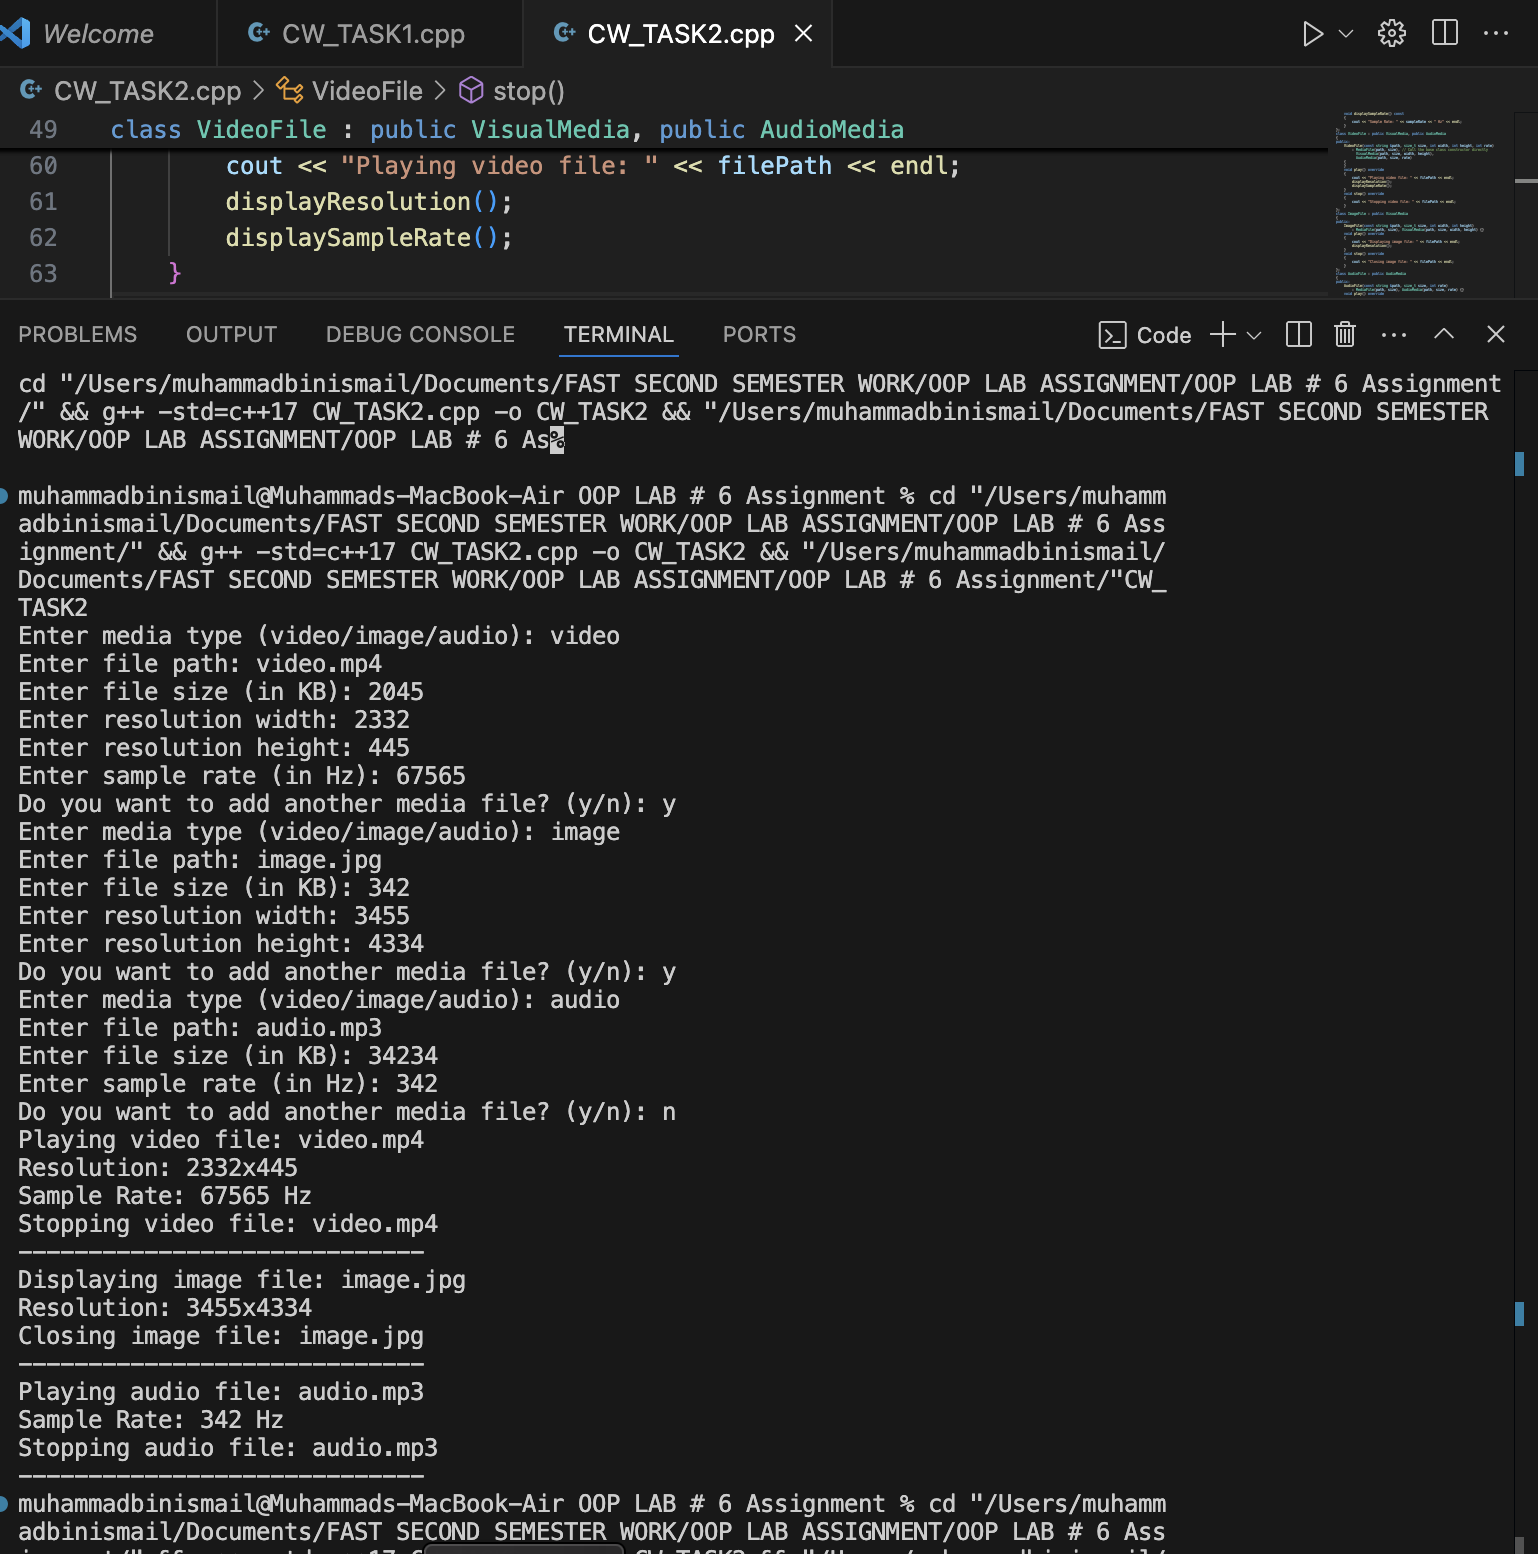 Welcome
CW_TASK1.cpp
CW_TASK2.cpp
CW_TASK2.cpp > VideoFile > stop()
49 class VideoFile : public VisualMedia, public AudioMedia
60 cout << "Playing video file: " << filePath << endl;
61 displayResolution();
62 displaySampleRate();
63 }
PROBLEMS OUTPUT DEBUG CONSOLE TERMINAL PORTS
Code
cd "/Users/muhammadbinismail/Documents/FAST SECOND SEMESTER WORK/OOP LAB ASSIGNMENT/OOP LAB # 6 Assignment
/" && g++ -std=c++17 CW_TASK2.cpp -o CW_TASK2 && "/Users/muhammadbinismail/Documents/FAST SECOND SEMESTER
WORK/OOP LAB ASSIGNMENT/OOP LAB # 6 As%
muhammadbinismail@Muhammads-MacBook-Air OOP LAB # 6 Assignment % cd "/Users/muhamm
adbinismail/Documents/FAST SECOND SEMESTER WORK/OOP LAB ASSIGNMENT/OOP LAB # 6 Ass
ignment/" && g++ -std=c++17 CW_TASK2.cpp -o CW_TASK2 && "/Users/muhammadbinismail/
Documents/FAST SECOND SEMESTER WORK/OOP LAB ASSIGNMENT/OOP LAB # 6 Assignment/"CW_
TASK2
Enter media type (video/image/audio): video
Enter file path: video.mp4
Enter file size (in KB): 2045
Enter resolution width: 2332
Enter resolution height: 445
Enter sample rate (in Hz): 67565
Do you want to add another media file? (y/n): y
Enter media type (video/image/audio): image
Enter file path: image.jpg
Enter file size (in KB): 342
Enter resolution width: 3455
Enter resolution height: 4334
Do you want to add another media file? (y/n): y
Enter media type (video/image/audio): audio
Enter file path: audio.mp3
Enter file size (in KB): 34234
Enter sample rate (in Hz): 342
Do you want to add another media file? (y/n): n
Playing video file: video.mp4
Resolution: 2332x445
Sample Rate: 67565 Hz
Stopping video file: video.mp4
-----------------------------
Displaying image file: image.jpg
Resolution: 3455x4334
Closing image file: image.jpg
-----------------------------
Playing audio file: audio.mp3
Sample Rate: 342 Hz
Stopping audio file: audio.mp3
-----------------------------
muhammadbinismail@Muhammads-MacBook-Air OOP LAB # 6 Assignment % cd "/Users/muhamm
adbinismail/Documents/FAST SECOND SEMESTER WORK/OOP LAB ASSIGNMENT/OOP LAB # 6 Ass